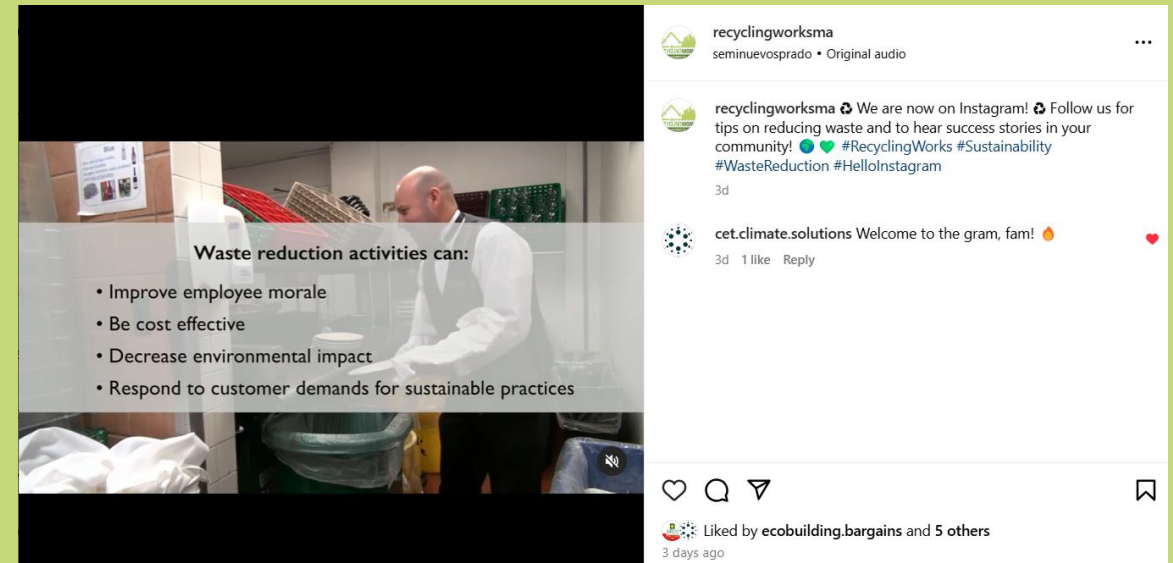 Blue
Waste reduction activities can:
• Improve employee morale
• Be cost effective
• Decrease environmental impact
• Respond to customer demands for sustainable practices
recyclingworksma
seminuevosprado • Original audio
recyclingworksma ♻ We are now on Instagram! ♻ Follow us for
tips on reducing waste and to hear success stories in your
community! 🌎 💚 #RecyclingWorks #Sustainability
#WasteReduction #HelloInstagram
3d
cet.climate.solutions Welcome to the gram, fam! 🔥
3d 1 like Reply
Liked by ecobuilding.bargains and 5 others
3 days ago